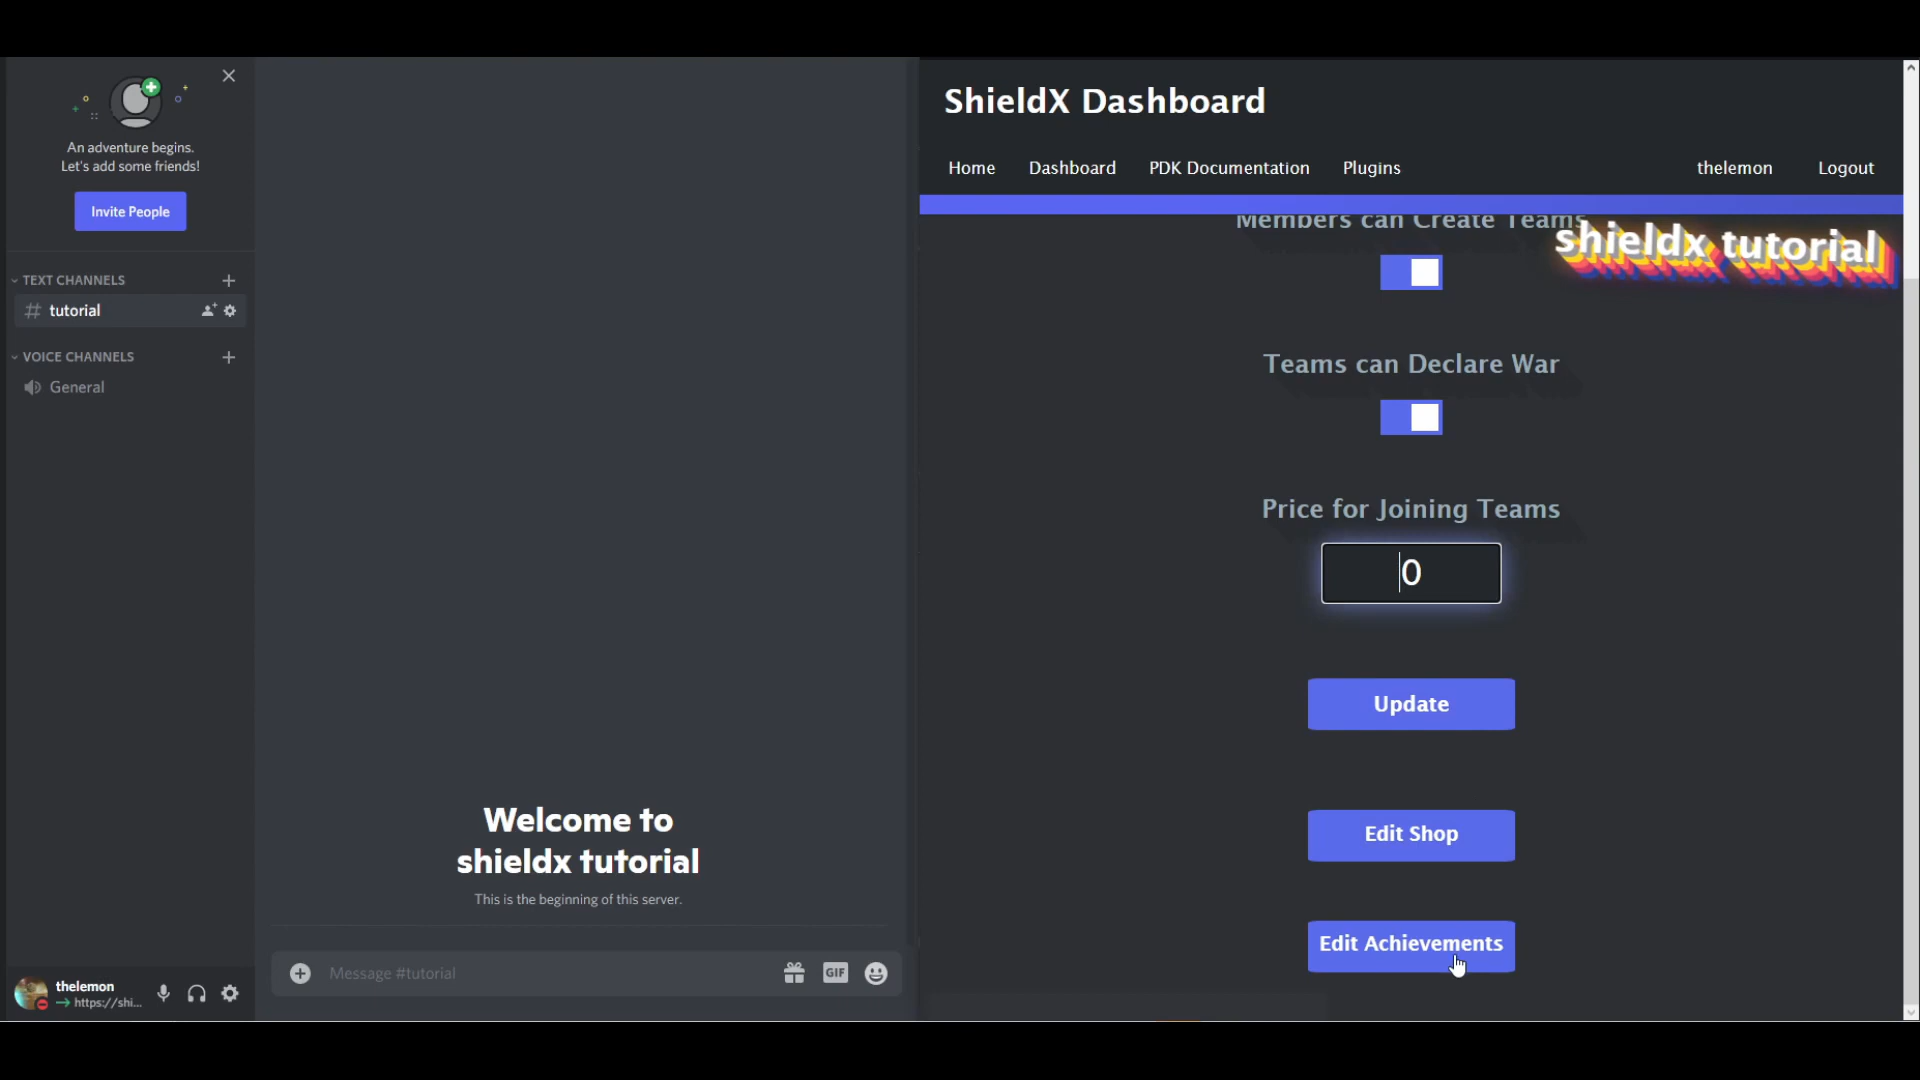 An adventure begins.
Let's add some friends!
Invite People
TEXT CHANNELS
tutorial
VOICE CHANNELS
General
thelemon
https://shi...
Welcome to
shieldx tutorial
This is the beginning of this server.
Message #tutorial
GIF
ShieldX Dashboard
Home Dashboard PDK Documentation Plugins thelemon Logout
Members can Create Teams
shieldx tutorial
Teams can Declare War
Price for Joining Teams
0
Update
Edit Shop
Edit Achievements